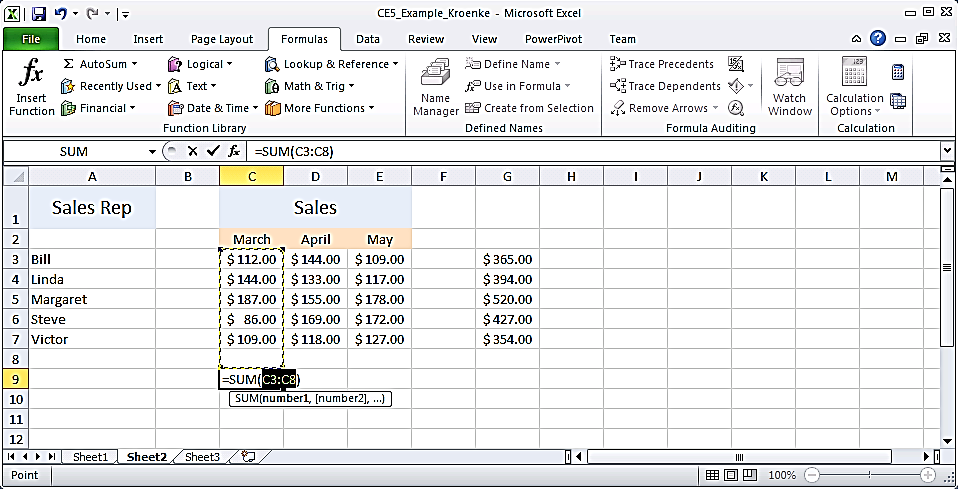 CE5_Example_Kroenke - Microsoft Excel
File Home Insert Page Layout Formulas Data Review View PowerPivot Team
fx Σ AutoSum Logical Lookup & Reference Define Name Trace Precedents
Recently Used Text Math & Trig Use in Formula Trace Dependents
Insert Function Financial Date & Time More Functions Name Manager Create from Selection Remove Arrows Watch Window Calculation Options
Function Library Defined Names Formula Auditing Calculation
SUM fx =SUM(C3:C8)
A B C D E F G H I J K L M
1 Sales Rep Sales
2 March April May
3 Bill $ 112.00 $ 144.00 $ 109.00 $ 365.00
4 Linda $ 144.00 $ 133.00 $ 117.00 $ 394.00
5 Margaret $ 187.00 $ 155.00 $ 178.00 $ 520.00
6 Steve $ 86.00 $ 169.00 $ 172.00 $ 427.00
7 Victor $ 109.00 $ 118.00 $ 127.00 $ 354.00
8
9 =SUM(C3:C8)
10 SUM(number1, [number2], ...)
11
12
Sheet1 Sheet2 Sheet3
Point 100%